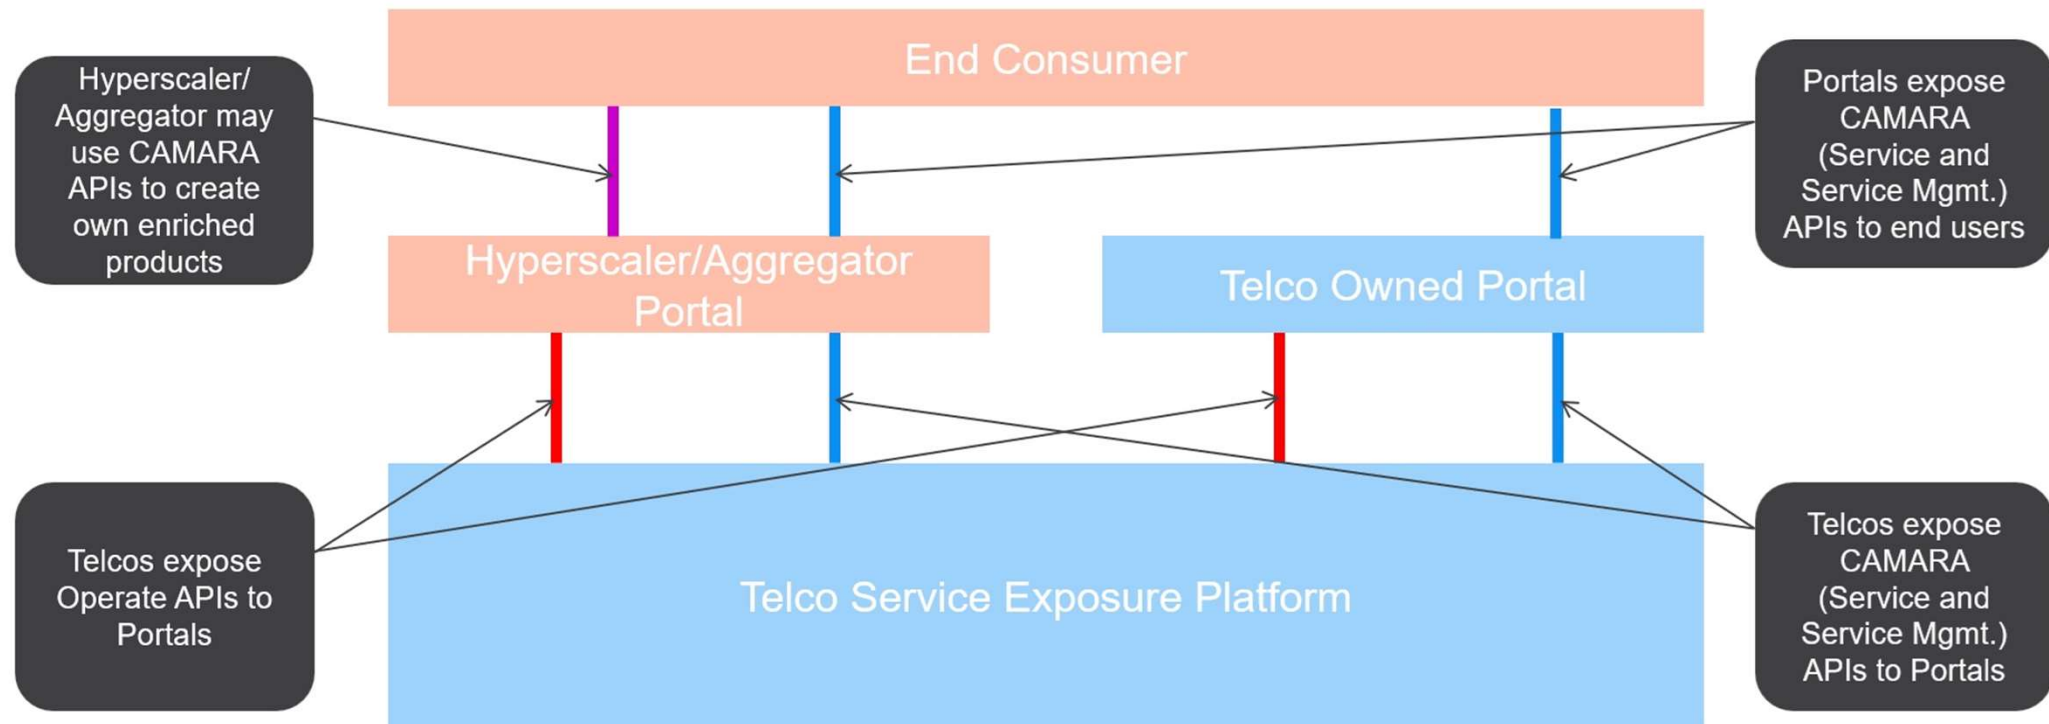 End Consumer
Hyperscaler/
Aggregator may
use CAMARA
APIs to create
own enriched
products
Portals expose
CAMARA
(Service and
Service Mgmt.)
APIs to end users
Hyperscaler/Aggregator
Portal
Telco Owned Portal
Telcos expose
Operate APIs to
Portals
Telco Service Exposure Platform
Telcos expose
CAMARA
(Service and
Service Mgmt.)
APIs to Portals